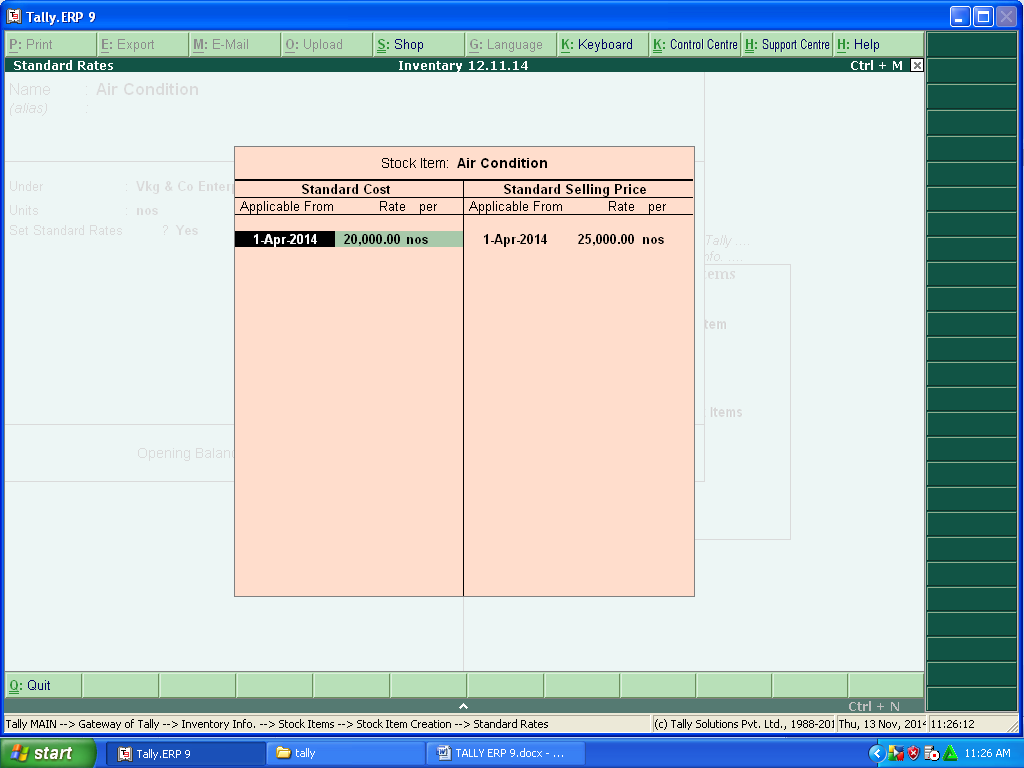 Tally.ERP 9
P: Print E: Export M: E-Mail O: Upload S: Shop G: Language K: Keyboard K: Control Centre H: Support Centre H: Help
Standard Rates Inventory 12.11.14 Ctrl + M
Name : Air Condition
(alias) :
Stock Item: Air Condition
Standard Cost Standard Selling Price
Under : Vkg & Co Enterp
Applicable From Rate per Applicable From Rate per
Units : nos
Set Standard Rates ? Yes
1-Apr-2014 20,000.00 nos 1-Apr-2014 25,000.00 nos
Tally ....
nfo. ....
ems
tem
Items
Opening Balanc
Q: Quit
Ctrl + N
Tally MAIN --> Gateway of Tally --> Inventory Info. --> Stock Items --> Stock Item Creation --> Standard Rates (c) Tally Solutions Pvt. Ltd., 1988-201 Thu, 13 Nov, 2014 11:26:12
start Tally.ERP 9 tally TALLY ERP 9.docx - ... 11:26 AM